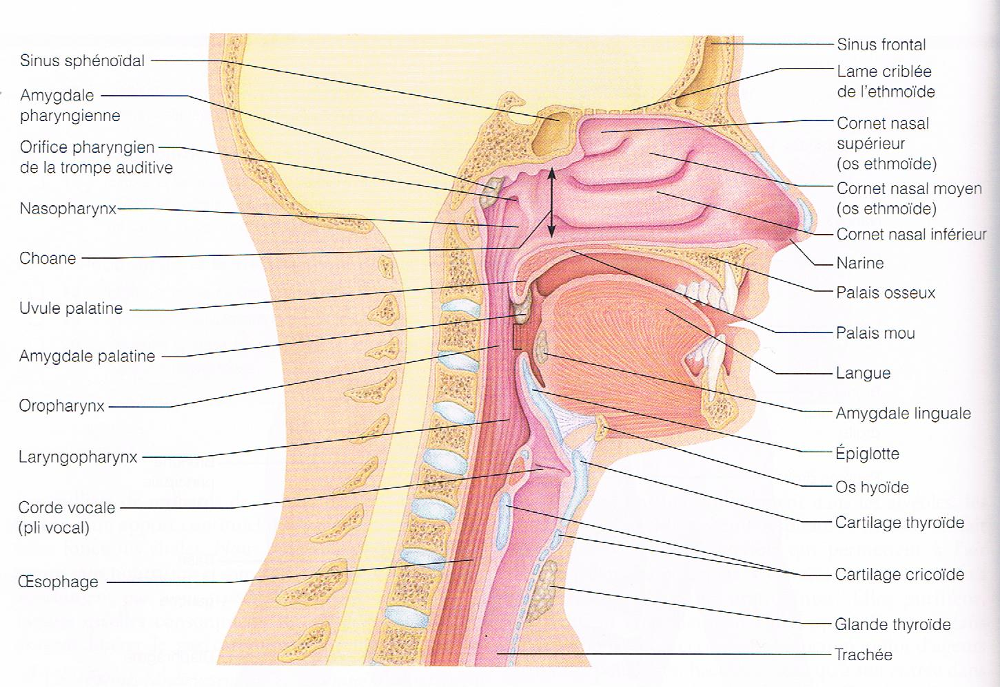 Sinus sphénoïdal
Amygdale
pharyngienne
Orifice pharyngien
de la trompe auditive
Nasopharynx
Choane
Uvule palatine
Amygdale palatine
Oropharynx
Laryngopharynx
Corde vocale
(pli vocal)
Œsophage
Sinus frontal
Lame criblée
de l'ethmoïde
Cornet nasal
supérieur
(os ethmoïde)
Cornet nasal moyen
(os ethmoïde)
Cornet nasal inférieur
Narine
Palais osseux
Palais mou
Langue
Amygdale linguale
Épiglotte
Os hyoïde
Cartilage thyroïde
Cartilage cricoïde
Glande thyroïde
Trachée